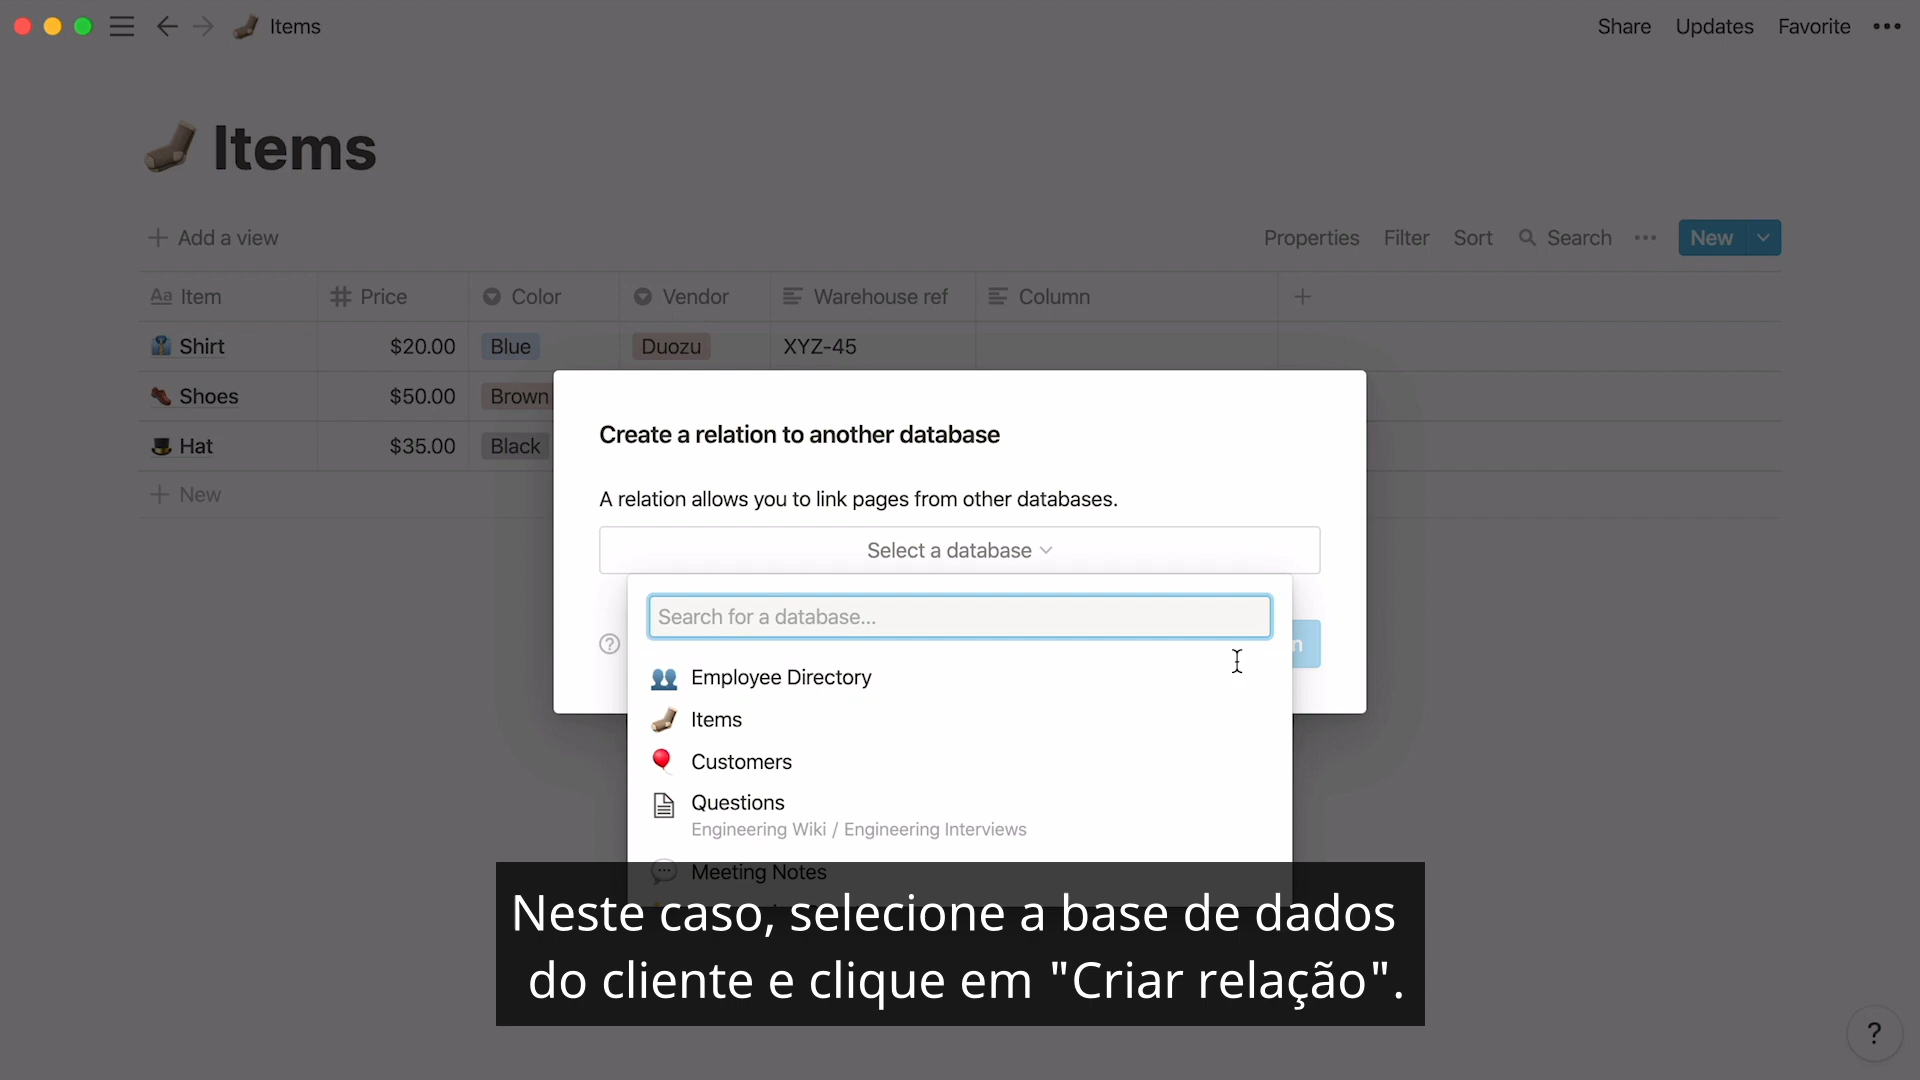 Items
Share Updates Favorite
Items
Add a view
Properties Filter Sort Search New
Aa Item Price Color Vendor Warehouse ref Column
Shirt $20.00 Blue Duozu XYZ-45
Shoes $50.00 Brown
Hat $35.00 Black
New
Create a relation to another database
A relation allows you to link pages from other databases.
Select a database
Search for a database...
Employee Directory
Items
Customers
Questions
Engineering Wiki / Engineering Interviews
Meeting Notes
Neste caso, selecione a base de dados
do cliente e clique em "Criar relação".
?